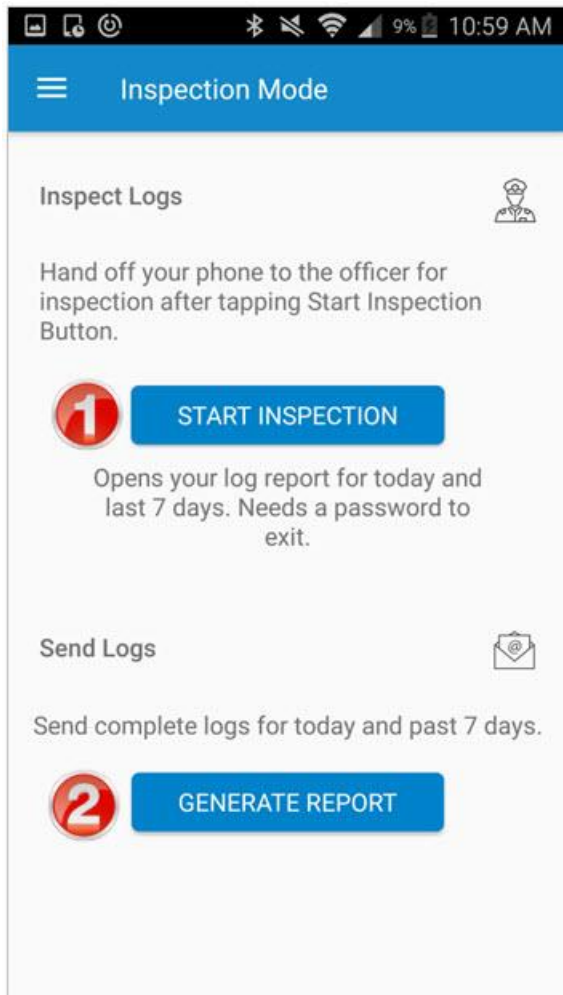 9% 10:59 AM
Inspection Mode
Inspect Logs
Hand off your phone to the officer for
inspection after tapping Start Inspection
Button.
1 START INSPECTION
Opens your log report for today and
last 7 days. Needs a password to
exit.
Send Logs
@
Send complete logs for today and past 7 days.
2 GENERATE REPORT